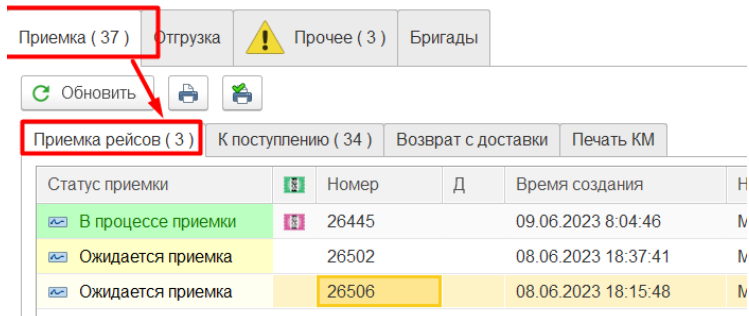 Приемка ( 37 ) Отгрузка Прочее ( 3 ) Бригады
Обновить
Приемка рейсов ( 3 ) К поступлению ( 34 ) Возврат с доставки Печать КМ
Статус приемки Номер Д Время создания Н
В процессе приемки 26445 09.06.2023 8:04:46 М
Ожидается приемка 26502 08.06.2023 18:37:41 М
Ожидается приемка 26506 08.06.2023 18:15:48 М